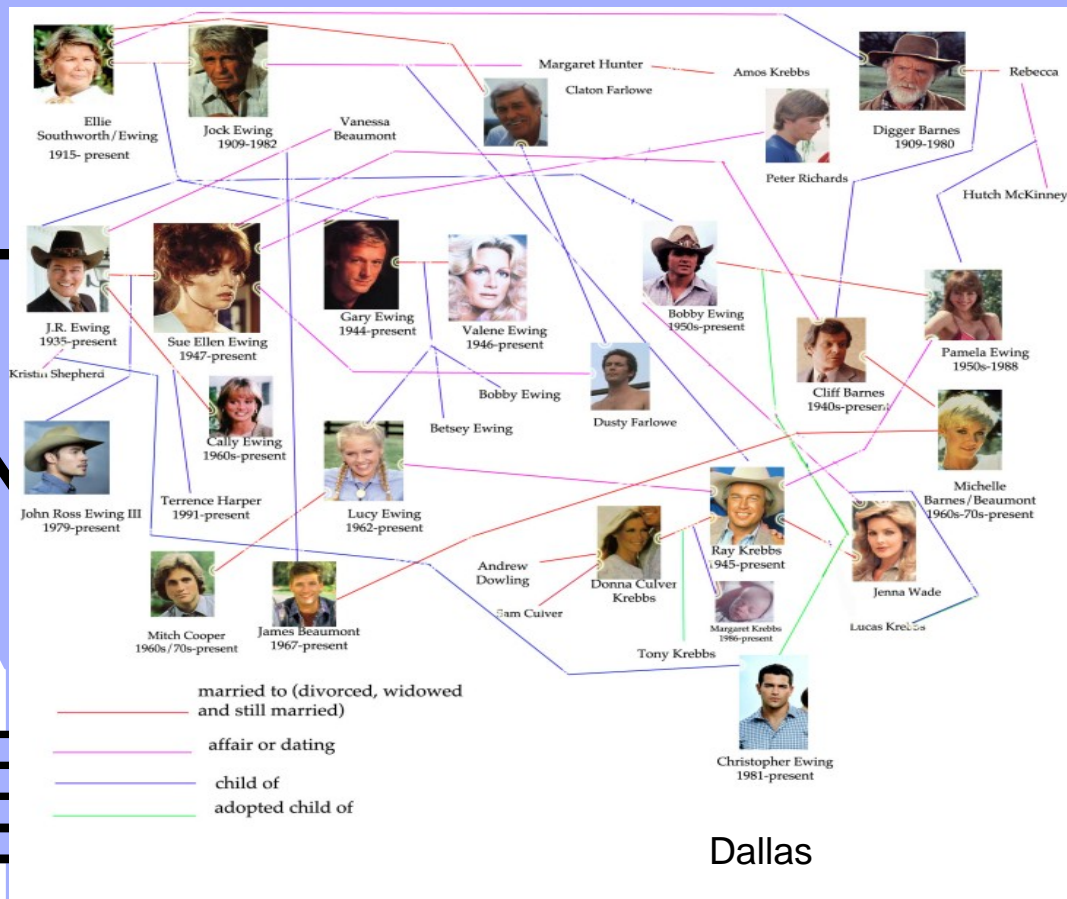 Margaret Hunter
Amos Krebbs
Rebecca
Claton Farlowe
Ellie
Southworth/Ewing
1915- present
Jock Ewing
1909-1982
Vanessa
Beaumont
Digger Barnes
1909-1980
Peter Richards
Hutch McKinney
J.R. Ewing
1935-present
Sue Ellen Ewing
1947-present
Gary Ewing
1944-present
Valene Ewing
1946-present
Bobby Ewing
1950s-present
Pamela Ewing
1950s-1988
Kristin Shepherd
Cliff Barnes
1940s-present
Bobby Ewing
Betsey Ewing
Dusty Farlowe
Cally Ewing
1960s-present
John Ross Ewing III
1979-present
Terrence Harper
1991-present
Lucy Ewing
1962-present
Michelle
Barnes/Beaumont
1960s-70s-present
Ray Krebbs
1945-present
Andrew
Dowling
Donna Culver
Krebbs
Jenna Wade
Sam Culver
Margaret Krebbs
1986-present
Lucas Krebbs
Mitch Cooper
1960s/70s-present
James Beaumont
1967-present
Tony Krebbs
Christopher Ewing
1981-present
married to (divorced, widowed
and still married)
affair or dating
child of
adopted child of
Dallas